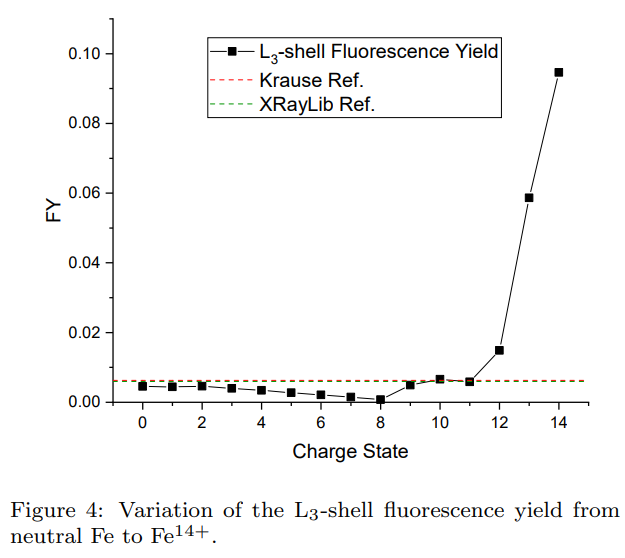 0.10
0.08
0.06
0.04
0.02
0.00
FY
L₃-shell Fluorescence Yield
Krause Ref.
XRayLib Ref.
0 2 4 6 8 10 12 14
Charge State
Figure 4: Variation of the L₃-shell fluorescence yield from
neutral Fe to Fe¹⁴⁺.